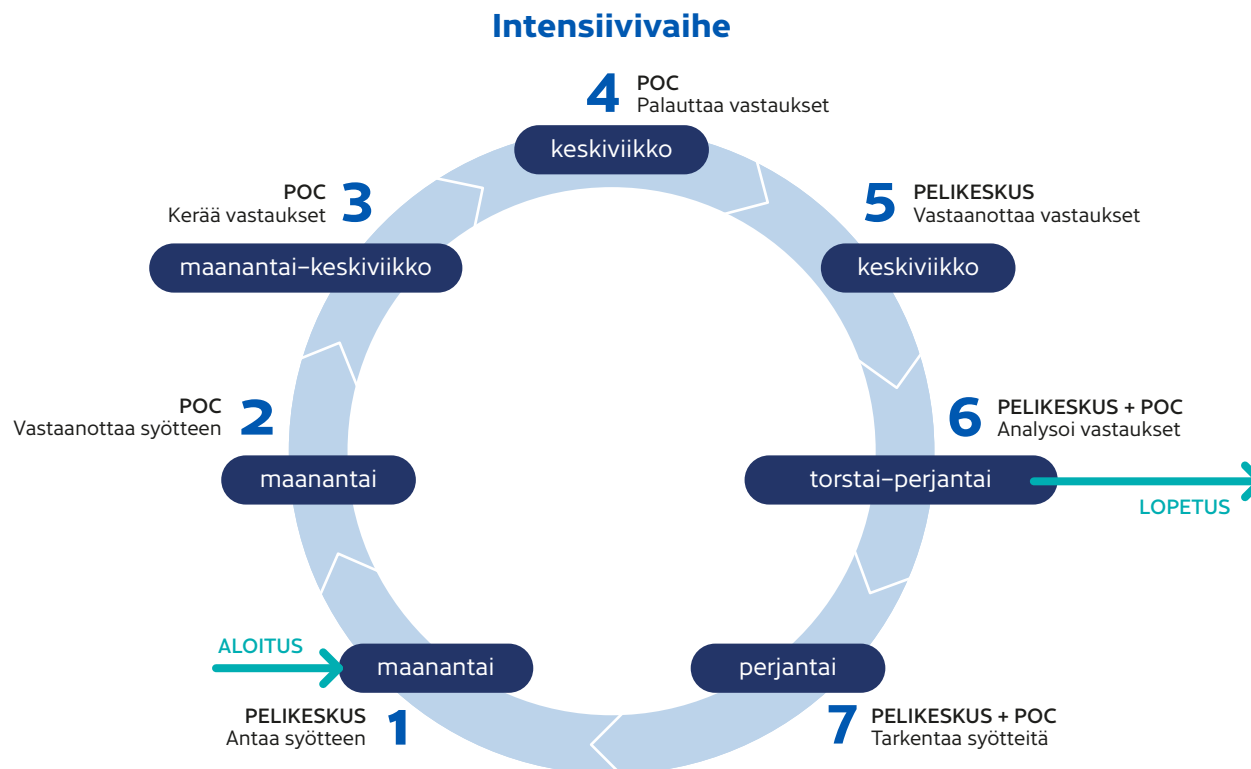 Intensiivivaihe
4
POC
Palauttaa vastaukset
keskiviikko
POC
Kerää vastaukset
3
maanantai–keskiviikko
5
PELIKESKUS
Vastaanottaa vastaukset
keskiviikko
POC
Vastaanottaa syötteen
2
maanantai
6
PELIKESKUS + POC
Analysoi vastaukset
torstai–perjantai
LOPETUS
ALOITUS
maanantai
PELIKESKUS
Antaa syötteen
1
perjantai
7
PELIKESKUS + POC
Tarkentaa syötteitä